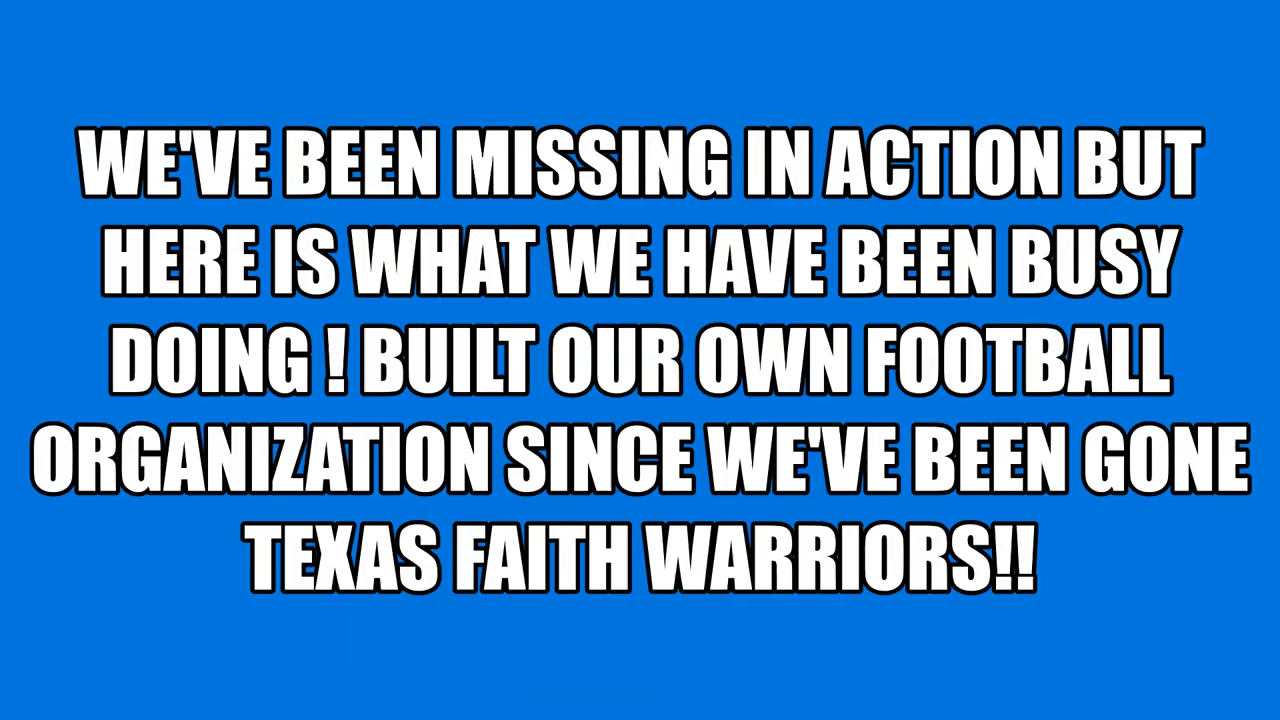 WE'VE BEEN MISSING IN ACTION BUT
HERE IS WHAT WE HAVE BEEN BUSY
DOING ! BUILT OUR OWN FOOTBALL
ORGANIZATION SINCE WE'VE BEEN GONE
TEXAS FAITH WARRIORS!!